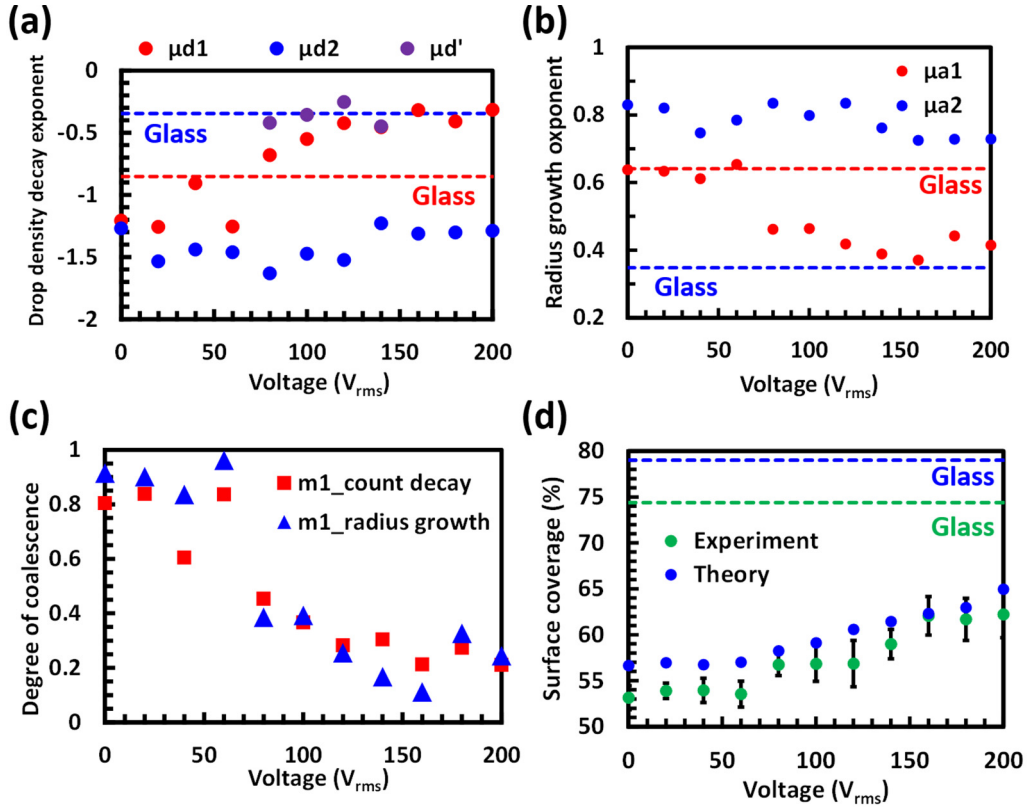 (a)
μd1 μd2 μd'
Drop density decay exponent
0
-0.5
-1
-1.5
-2
Glass
Glass
0 50 100 150 200
Voltage (Vrms)
(b)
Radius growth exponent
1
0.8
0.6
0.4
0.2
μa1
μa2
Glass
Glass
0 50 100 150 200
Voltage (Vrms)
(c)
Degree of coalescence
1
0.8
0.6
0.4
0.2
0
m1_count decay
m1_radius growth
0 50 100 150 200
Voltage (Vrms)
(d)
Surface coverage (%)
80
75
70
65
60
55
50
Glass
Glass
Experiment
Theory
0 50 100 150 200
Voltage (Vrms)